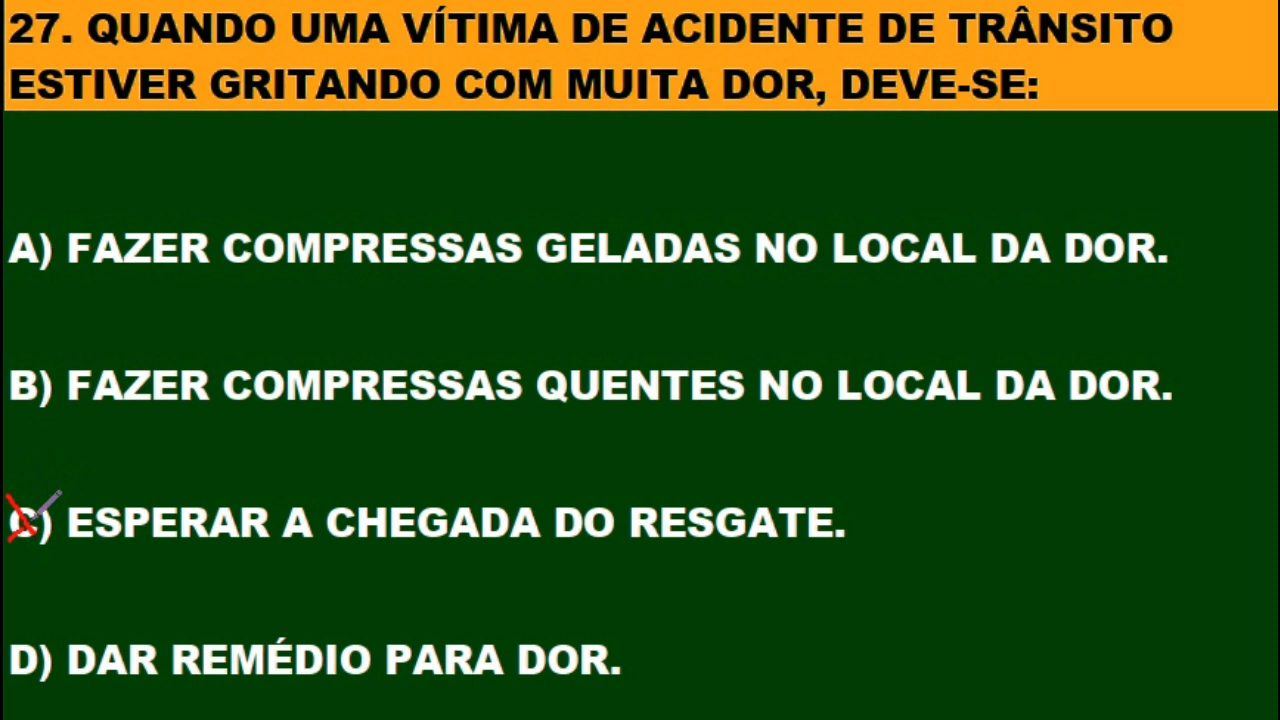 27. QUANDO UMA VÍTIMA DE ACIDENTE DE TRÂNSITO
ESTIVER GRITANDO COM MUITA DOR, DEVE-SE:
A) FAZER COMPRESSAS GELADAS NO LOCAL DA DOR.
B) FAZER COMPRESSAS QUENTES NO LOCAL DA DOR.
C) ESPERAR A CHEGADA DO RESGATE.
D) DAR REMÉDIO PARA DOR.